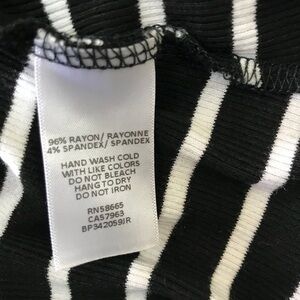 96% RAYON/ RAYONNE
4% SPANDEX/ SPANDEX
HAND WASH COLD
WITH LIKE COLORS
DO NOT BLEACH
HANG TO DRY
DO NOT IRON
RN58665
CA57963
BP342059JR